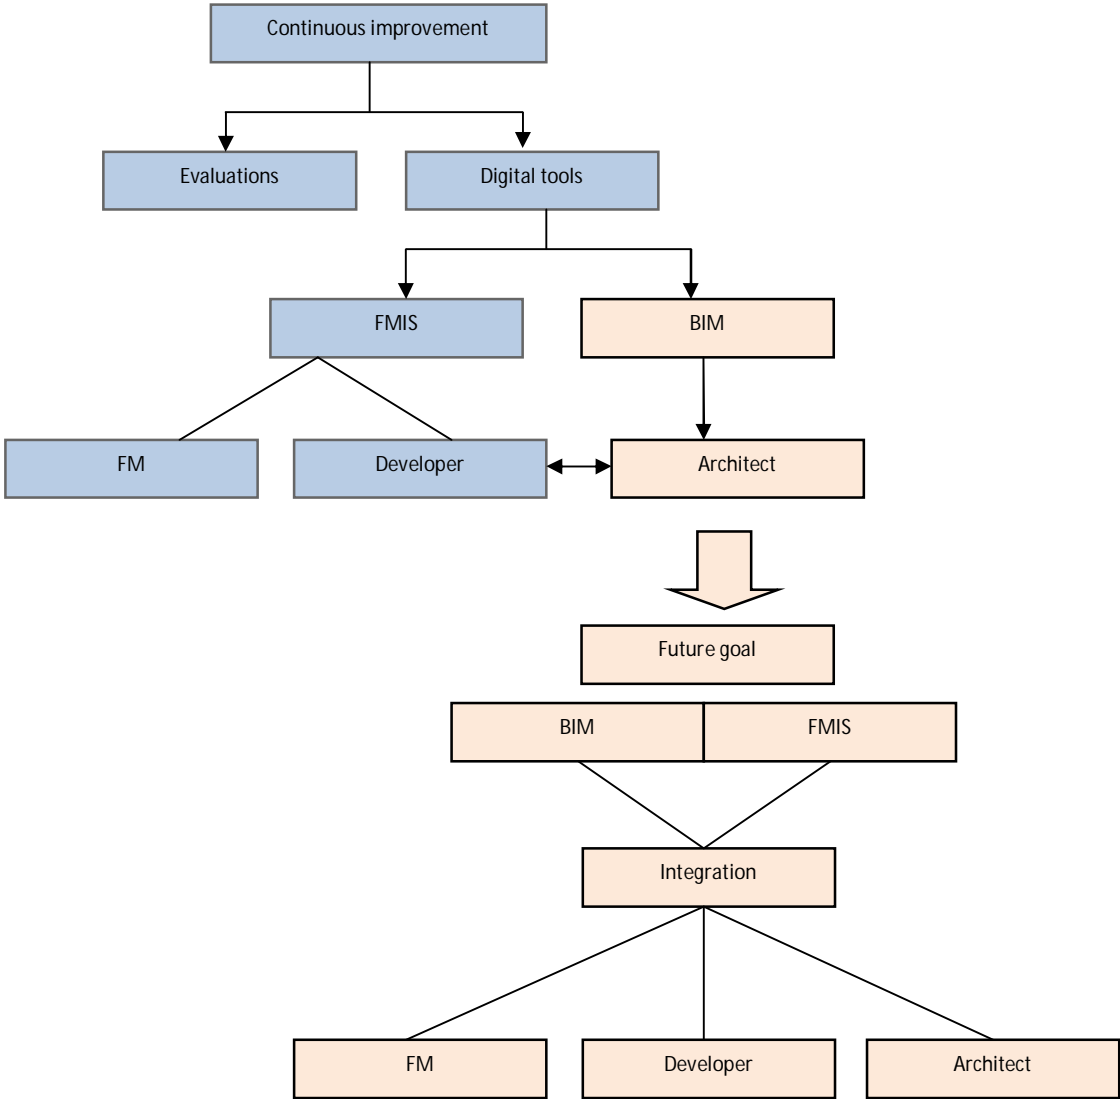 Continuous improvement
Evaluations
Digital tools
FMIS
BIM
FM
Developer
Architect
Future goal
BIM
FMIS
Integration
FM
Developer
Architect